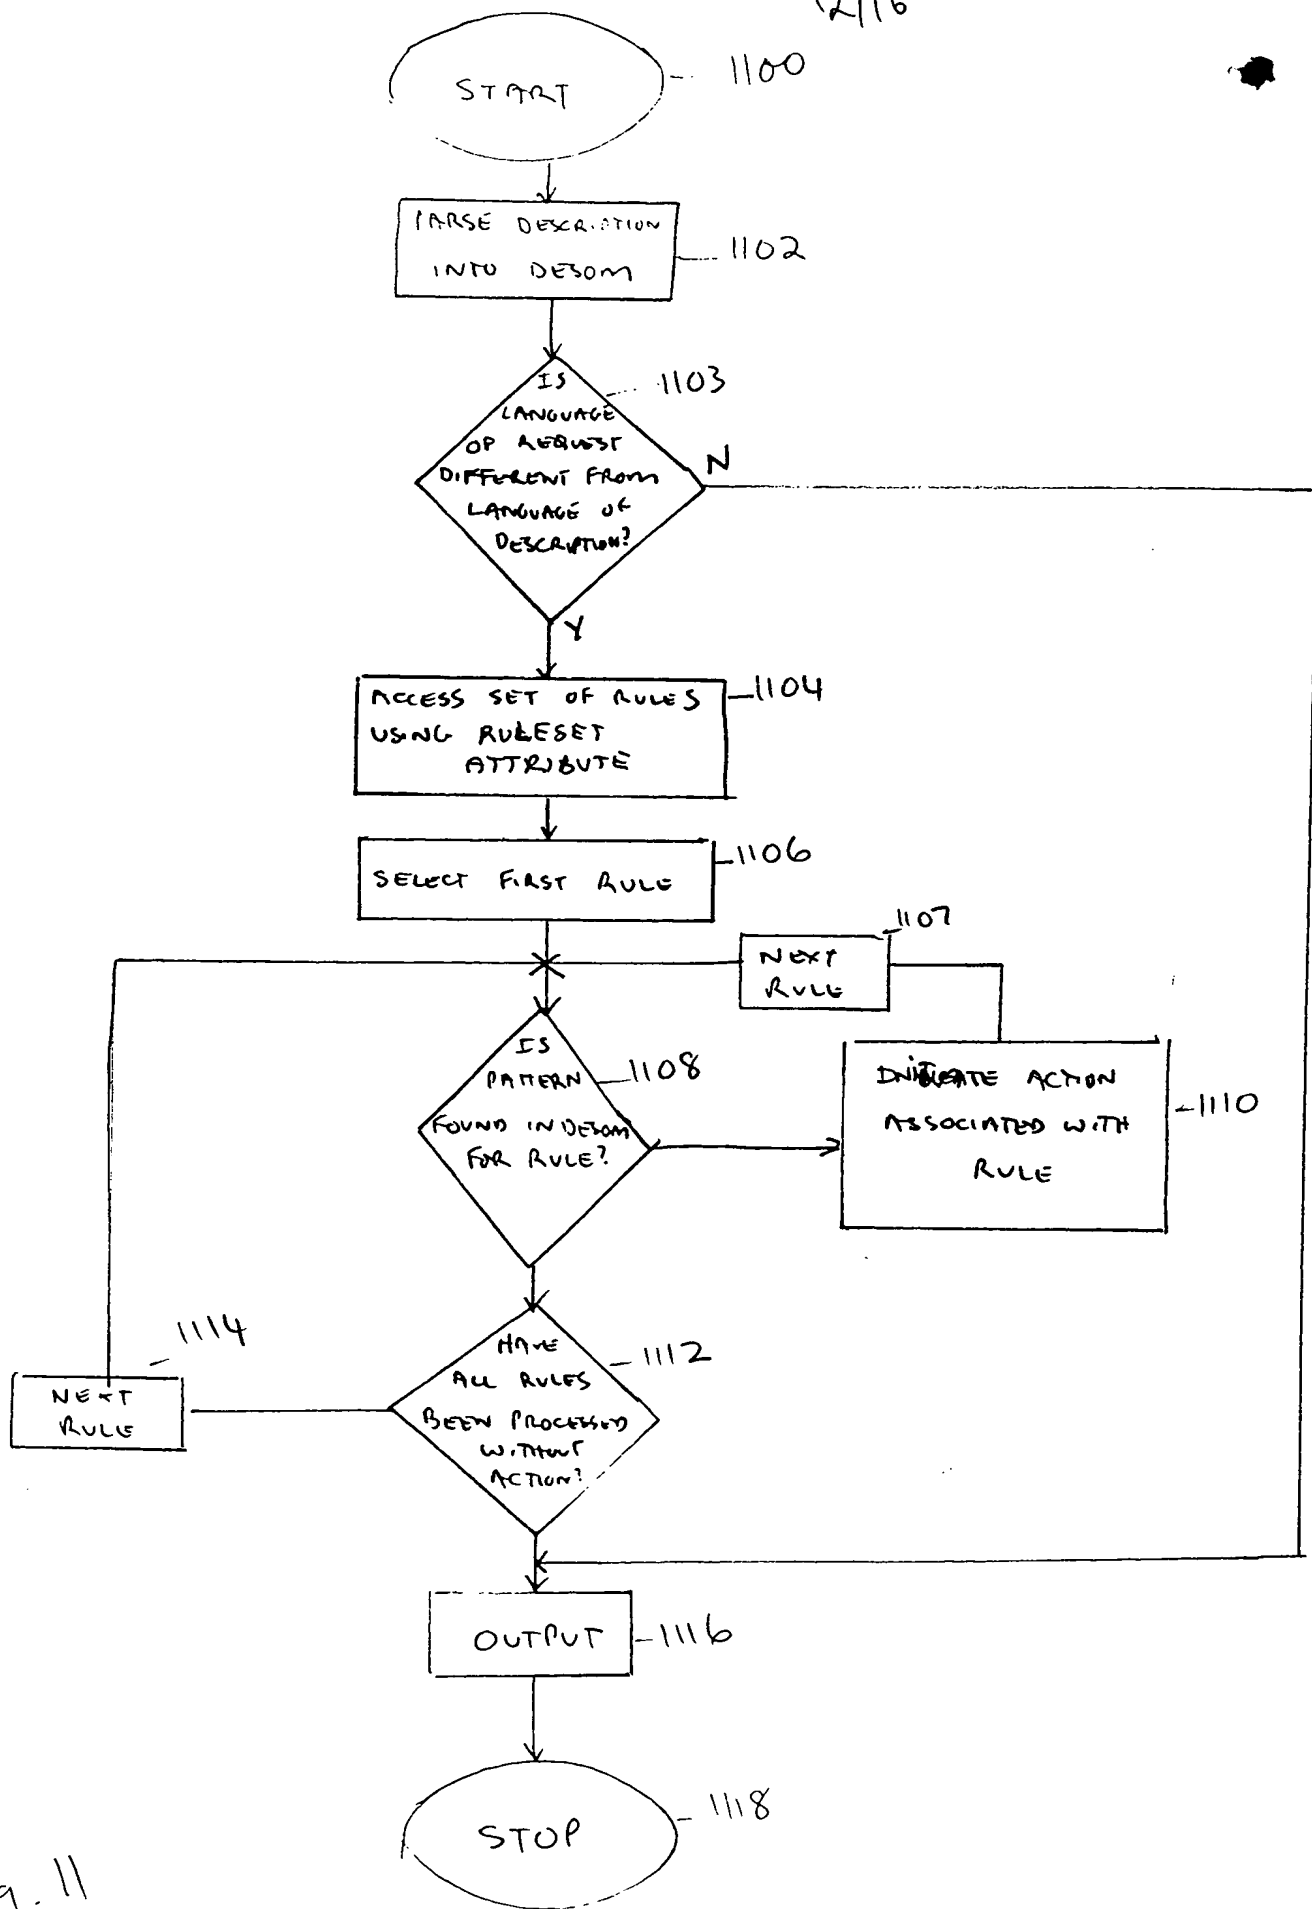 12/16
START
1100
PARSE DESCRIPTION
INTO DESOM
1102
IS
LANGUAGE
OF REQUEST
DIFFERENT FROM
LANGUAGE OF
DESCRIPTION?
1103
N
Y
ACCESS SET OF RULES
USING RULESET
ATTRIBUTE
1104
SELECT FIRST RULE
1106
NEXT
RULE
1107
IS
PATTERN
FOUND IN DESOM
FOR RULE?
1108
ACTION
ASSOCIATED WITH
RULE
1110
HAVE
ALL RULES
BEEN PROCESSED
WITHOUT
ACTION?
1112
1114
NEXT
RULE
OUTPUT
1116
STOP
1118
g. 11